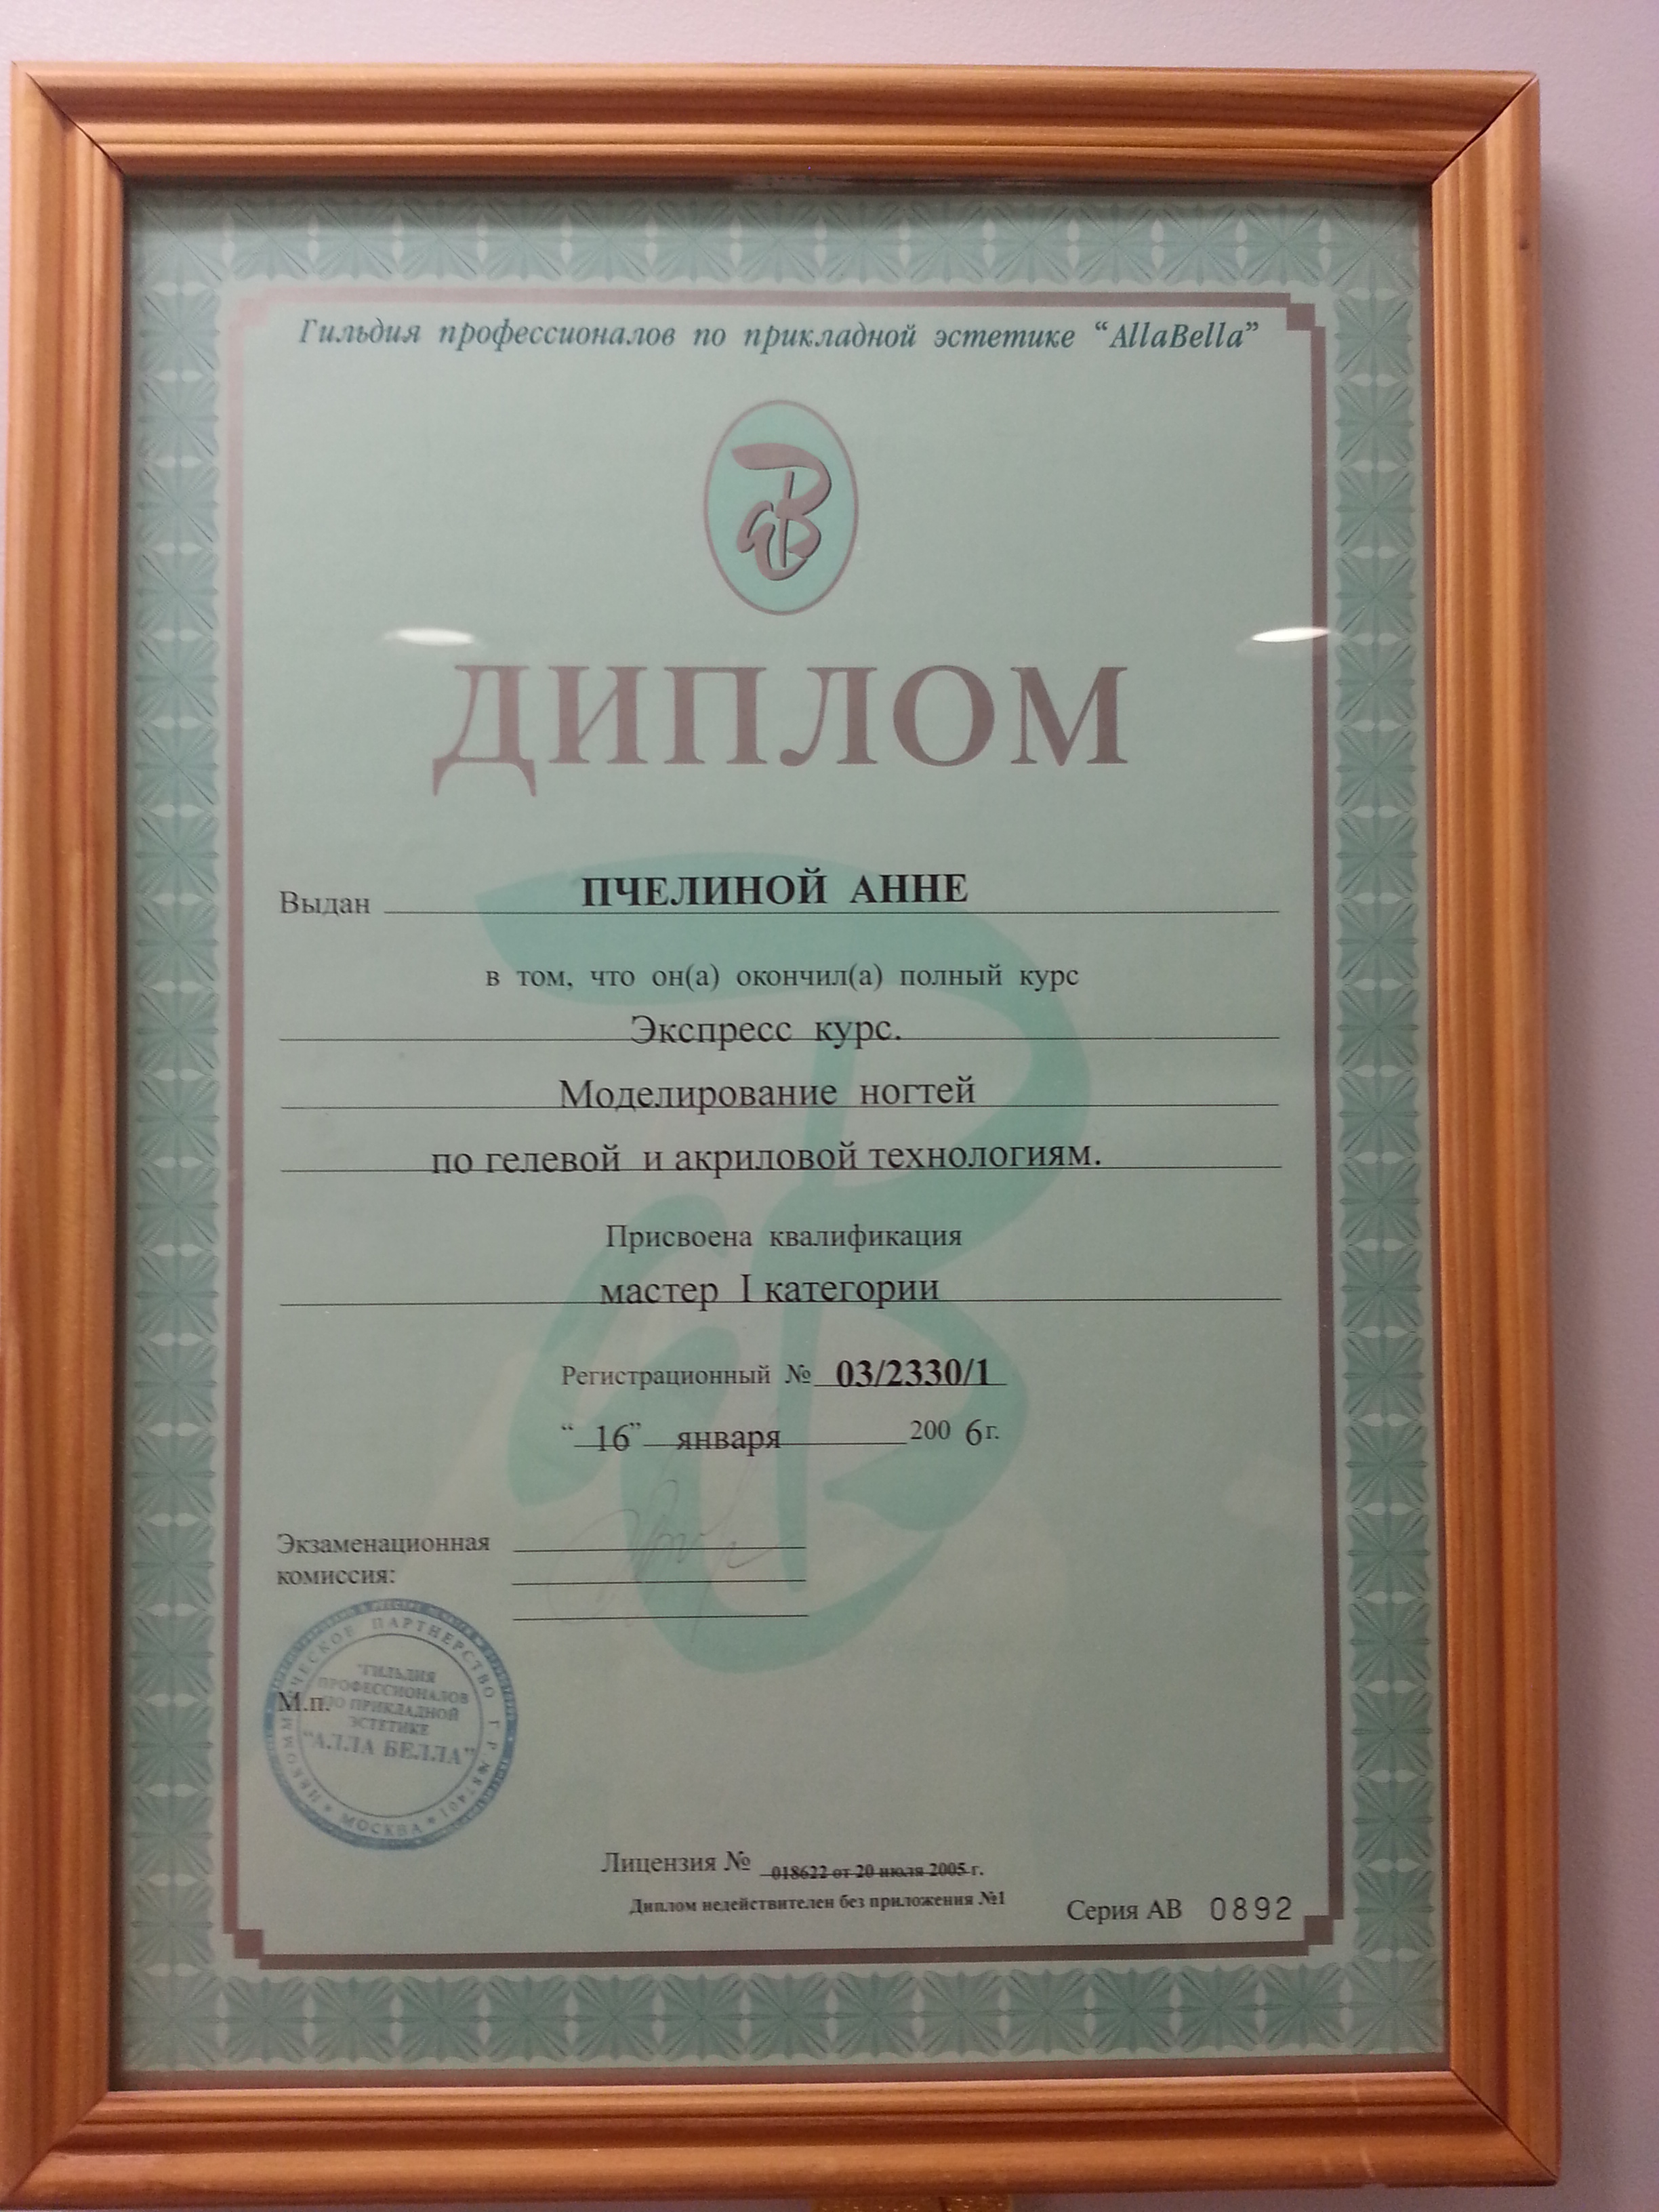 Гильдия профессионалов по прикладной эстетике “AllaBella”
ДИПЛОМ
Выдан ПЧЕЛИНОЙ АННЕ
в том, что он(а) окончил(а) полный курс
Экспресс курс.
Моделирование ногтей
по гелевой и акриловой технологиям.
Присвоена квалификация
мастер I категории
Регистрационный № 03/2330/1
“ 16” января 200 6г.
Экзаменационная
комиссия:
НЕКОММЕРЧЕСКОЕ ПАРТНЕРСТВО Г.Р.
* МОСКВА *
"ГИЛЬДИЯ
ПРОФЕССИОНАЛОВ
М.п. ПО ПРИКЛАДНОЙ
ЭСТЕТИКЕ
"АЛЛА БЕЛЛА"
Лицензия № 018622 от 20 июля 2005 г.
Диплом недействителен без приложения №1
Серия АВ 0892